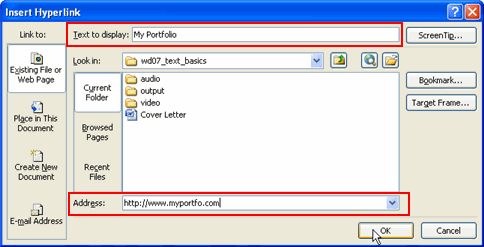 Insert Hyperlink
Link to:
Text to display: My Portfolio
ScreenTip...
Existing File or
Web Page
Look in: wd07_text_basics
Current
Folder
audio
output
video
Cover Letter
Bookmark...
Target Frame...
Place in This
Document
Browsed
Pages
Create New
Document
Recent
Files
E-mail Address
Address: http://www.myportfo.com
OK
Cancel